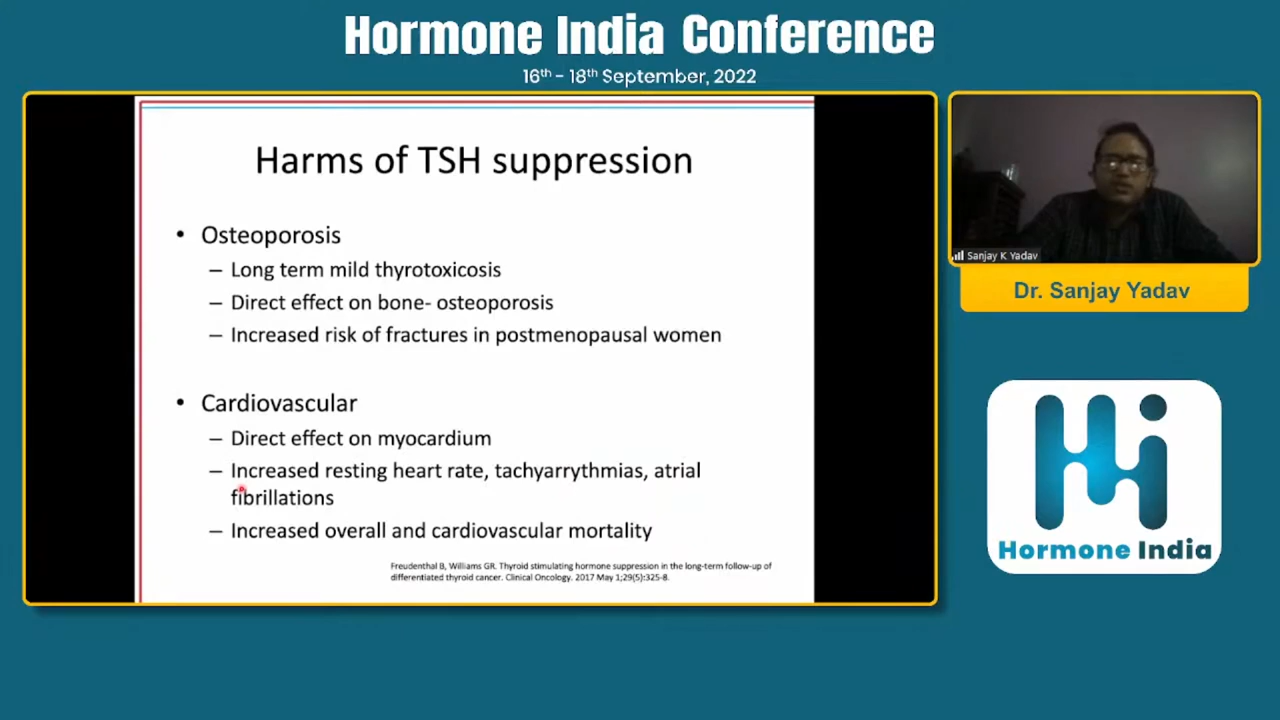 Hormone India Conference
16th - 18th September, 2022
Harms of TSH suppression
• Osteoporosis
– Long term mild thyrotoxicosis
– Direct effect on bone- osteoporosis
– Increased risk of fractures in postmenopausal women
• Cardiovascular
– Direct effect on myocardium
– Increased resting heart rate, tachyarrythmias, atrial
fibrillations
– Increased overall and cardiovascular mortality
Freudenthal B, Williams GR. Thyroid stimulating hormone suppression in the long-term follow-up of
differentiated thyroid cancer. Clinical Oncology. 2017 May 1;29(5):325-8.
Sanjay K Yadav
Dr. Sanjay Yadav
Hi
Hormone India